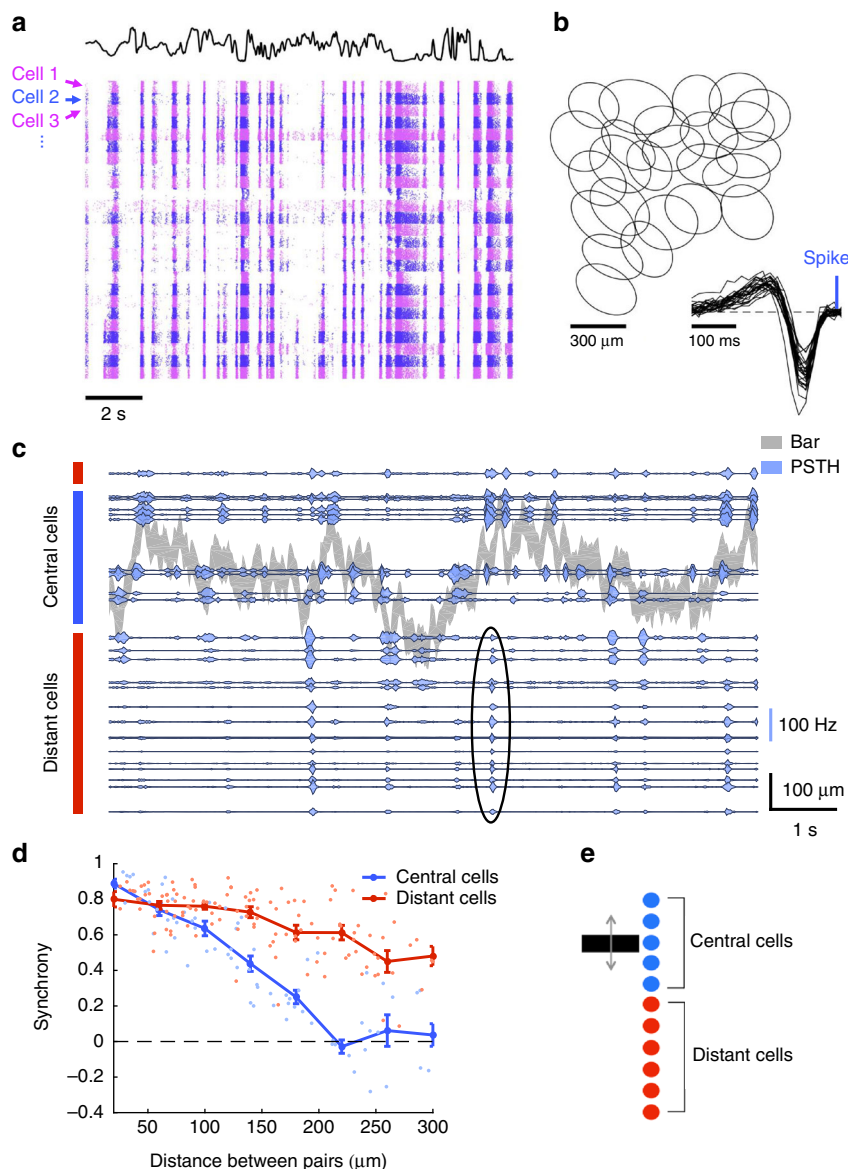 a
Cell 1
Cell 2
Cell 3
2 s
b
Spike
300 μm
100 ms
c
Bar
PSTH
Central cells
Distant cells
100 Hz
100 μm
1 s
d
Central cells
Distant cells
1
0.8
0.6
0.4
0.2
0
−0.2
−0.4
Synchrony
50 100 150 200 250 300
Distance between pairs (μm)
e
Central cells
Distant cells